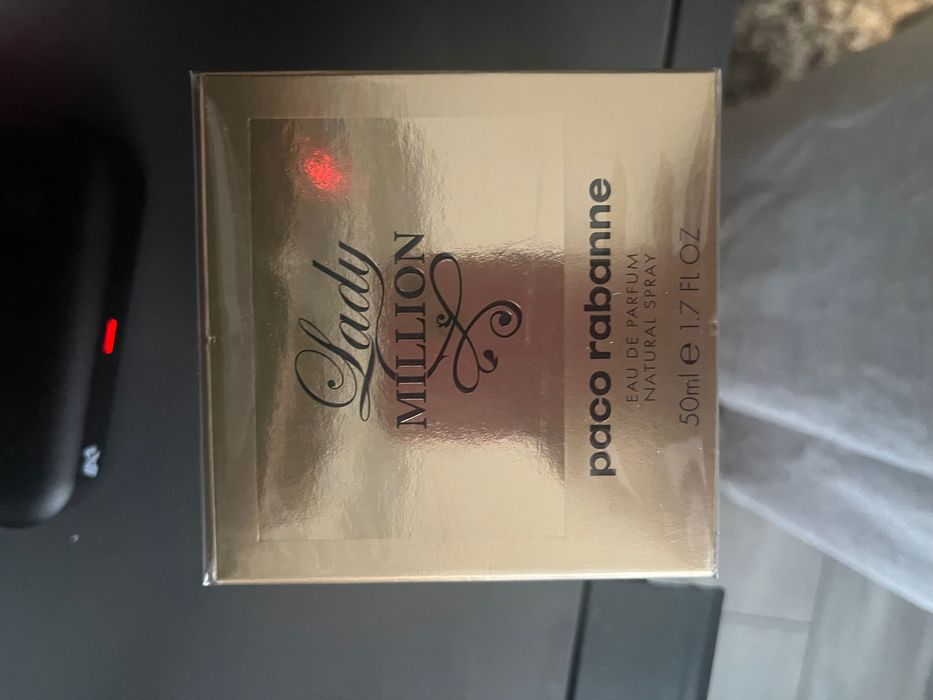 Lady
MILLION
paco rabanne
EAU DE PARFUM
NATURAL SPRAY
50ml e 1.7 Fl OZ